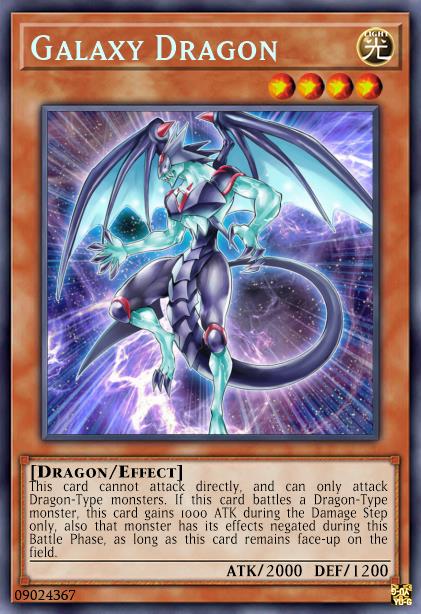 GALAXY DRAGON
LIGHT
光
[DRAGON/EFFECT]
This card cannot attack directly, and can only attack
Dragon-Type monsters. If this card battles a Dragon-Type
monster, this card gains 1000 ATK during the Damage Step
only, also that monster has its effects negated during this
Battle Phase, as long as this card remains face-up on the
field.
ATK/2000 DEF/1200
09024367